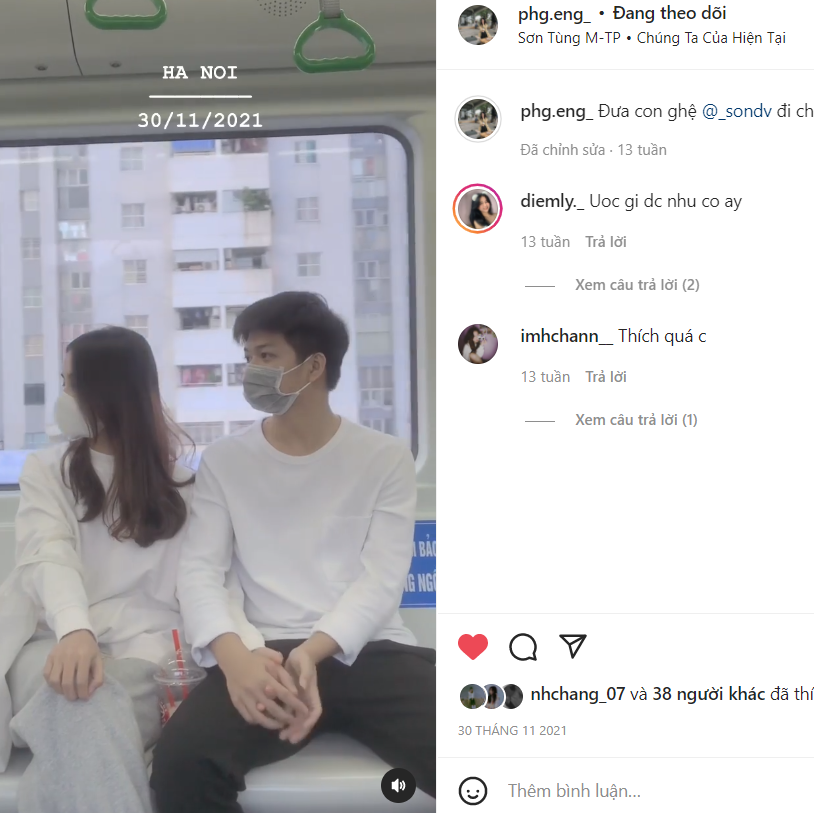 HA NOI
30/11/2021
BẢO
NG
phg.eng_ • Đang theo dõi
Sơn Tùng M-TP • Chúng Ta Của Hiện Tại
phg.eng_ Đưa con ghệ @_sondv đi ch
Đã chỉnh sửa · 13 tuần
diemly._ Uoc gi dc nhu co ay
13 tuần Trả lời
Xem câu trả lời (2)
imhchann__ Thích quá c
13 tuần Trả lời
Xem câu trả lời (1)
nhchang_07 và 38 người khác đã thí
30 THÁNG 11 2021
Thêm bình luận...